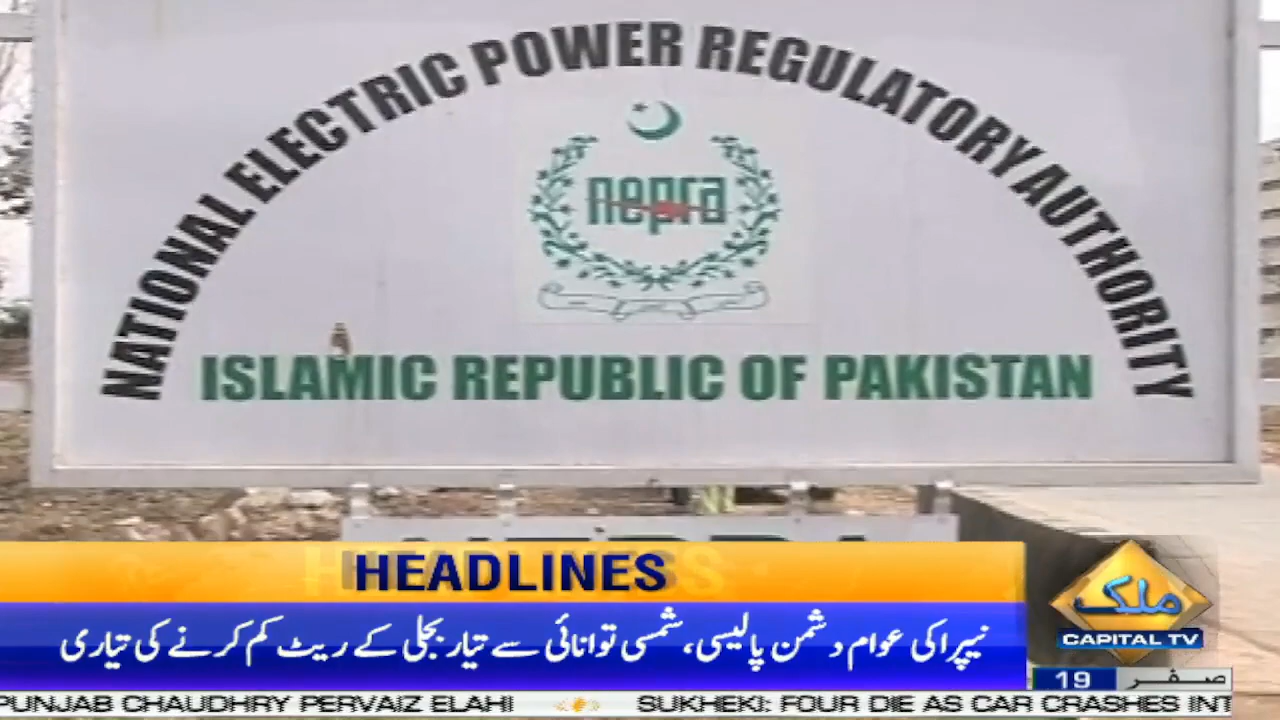 NATIONAL ELECTRIC POWER REGULATORY AUTHORITY
nepra
ISLAMIC REPUBLIC OF PAKISTAN
HEADLINES
نیپرا کی عوام دشمن پالیسی، شمسی توانائی سے تیار بجلی کے ریٹ کم کرنے کی تیاری
ملک
CAPITAL TV
19 صفر
PUNJAB CHAUDHRY PERVAIZ ELAHI SUKHEKI: FOUR DIE AS CAR CRASHES INT